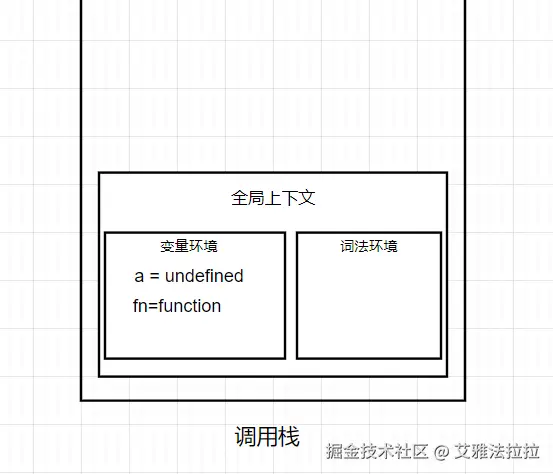 全局上下文
变量环境
a = undefined
fn=function
词法环境
调用栈
掘金技术社区 @ 艾雅法拉拉